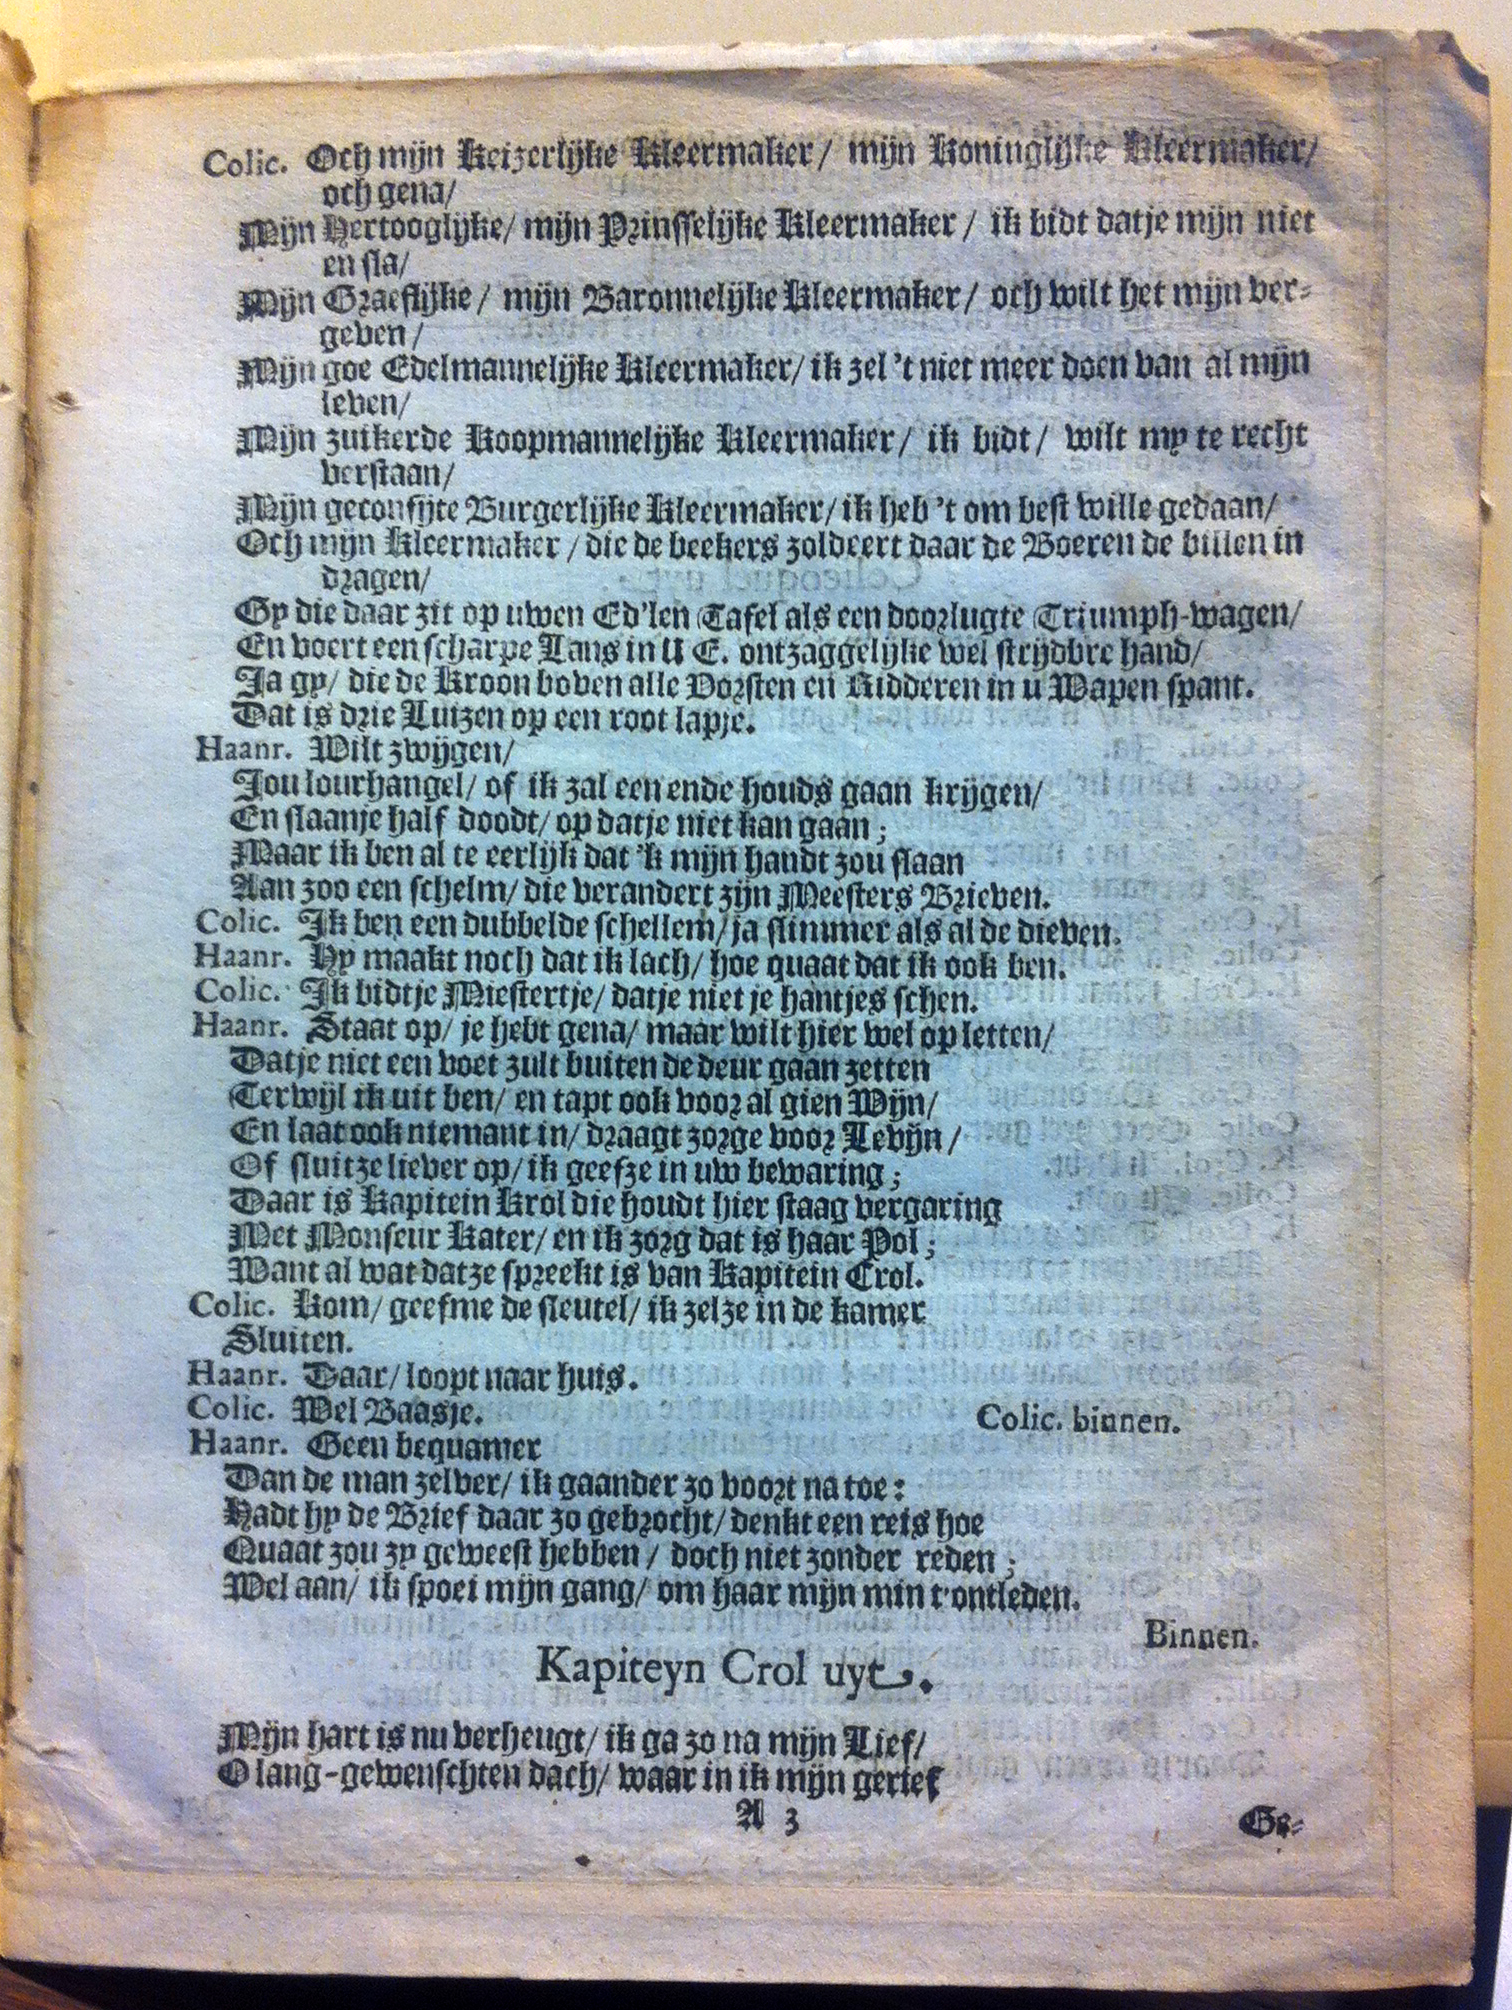 Colic. Och mijn Keizerlijke Kleermaker/ mijn Koninglijke Kleermaker/
och gena/
Mijn Hertooglijke/ mijn Prinsselijke Kleermaker/ ik bidt datje mijn niet
en sla/
Mijn Graeflijke/ mijn Baronnelijke Kleermaker/ och wilt het mijn ver-
geven/
Mijn goe Edelmannelijke Kleermaker/ ik zel 't niet meer doen van al mijn
leven/
Mijn zuikerde Koopmannelijke Kleermaker/ ik bidt/ wilt my te recht
verstaan/
Mijn geconfijte Burgerlijke Kleermaker/ ik heb 't om best wille gedaan/
Och mijn Kleermaker/ die de beekers zoldeert daar de Boeren de billen in
dragen/
Gy die daar zit op uwen Ed'len Tafel als een doorlugte Triumph-wagen/
En voert een scharpe Lans in U E. ontzaggelijke wel strijdbre hand/
Ja gy/ die de Kroon boven alle Vorsten en Ridderen in u Wapen spant.
Dat is drie Luizen op een root lapje.
Haanr. Wilt zwijgen/
Jou lourhangel/ of ik zal een ende houds gaan krijgen/
En slaanje half doodt/ op datje niet kan gaan;
Maar ik ben al te eerlijk dat 'k mijn handt zou slaan
Aan zoo een schelm/ die verandert zijn Meesters Brieven.
Colic. Ik ben een dubbelde schellem/ ja slimmer als al de dieven.
Haanr. Hy maakt noch dat ik lach/ hoe quaat dat ik ook ben.
Colic. Ik bidtje Miestertje/ datje niet je hantjes schen.
Haanr. Staat op/ je hebt gena/ maar wilt hier wel op letten/
Datje niet een voet zult buiten de deur gaan zetten
Terwijl ik uit ben/ en tapt ook voor al gien Wijn/
En laat ook niemant in/ draagt zorge voor Levijn/
Of sluitze liever op/ ik geefze in uw bewaring;
Daar is Kapitein Krol die houdt hier staag vergaring
Met Monseur Kater/ en ik zorg dat is haar Pol;
Want al wat datze spreekt is van Kapitein Crol.
Colic. Kom/ geefme de sleutel/ ik zelze in de kamer
Sluiten.
Haanr. Daar/ loopt naar huis.
Colic. Wel Baasje. Colic. binnen.
Haanr. Geen bequamer
Dan de man zelver/ ik gaander zo voort na toe:
Hadt hy de Brief daar zo gebrocht/ denkt een reis hoe
Quaat zou zy geweest hebben/ doch niet zonder reden;
Wel aan/ ik spoei mijn gang/ om haar mijn min t'ontleden.
Binnen.
Kapiteyn Crol uyt.
Mijn hart is nu verheugt/ ik ga zo na mijn Lief/
O lang-gewenschten dach/ waar in ik mijn gerief
A 3 Ge-